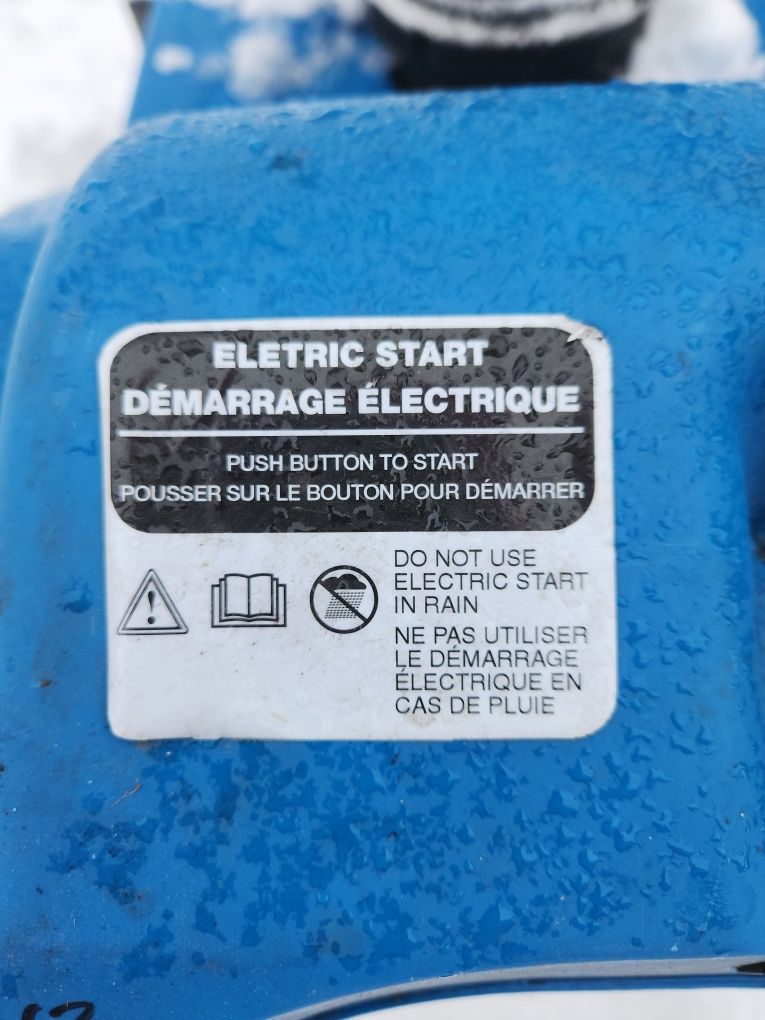 ELETRIC START
DÉMARRAGE ÉLECTRIQUE
PUSH BUTTON TO START
POUSSER SUR LE BOUTON POUR DÉMARRER
DO NOT USE
ELECTRIC START
IN RAIN
NE PAS UTILISER
LE DÉMARRAGE
ÉLECTRIQUE EN
CAS DE PLUIE